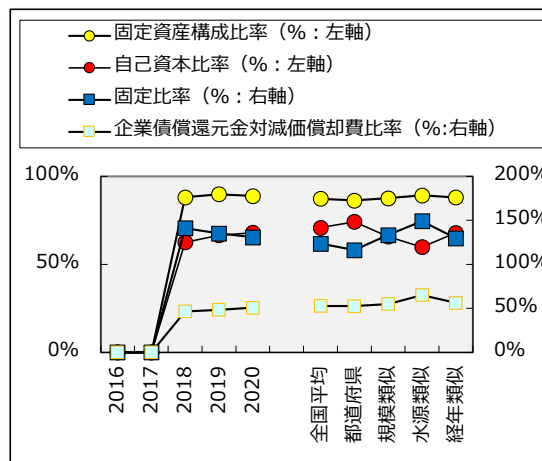 固定資産構成比率（%：左軸）
自己資本比率（%：左軸）
固定比率（%：右軸）
企業債償還元金対減価償却費比率（%:右軸）
100%
200%
150%
50%
100%
50%
0%
0%
2016
2017
2018
2019
2020
全国平均
都道府県
規模類似
水源類似
経年類似